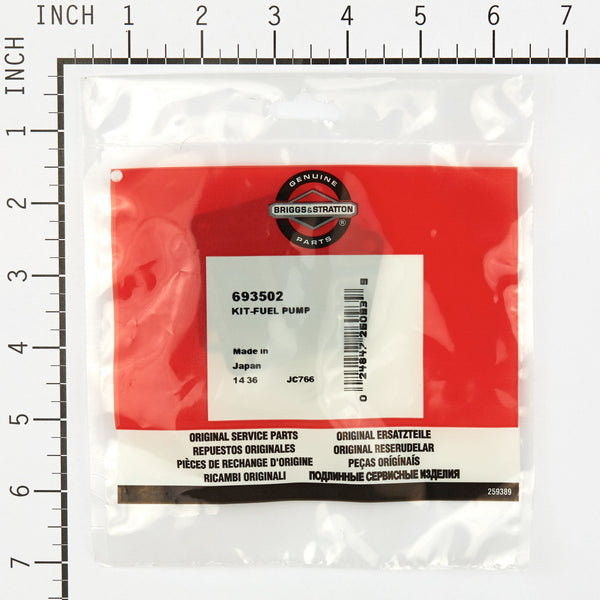 INCH 1 2 3 4 5 6 7
INCH
1
2
3
4
5
6
7
GENUINE
BRIGGS&STRATTON
®
PARTS
693502
KIT-FUEL PUMP
Made in
Japan
14 36 JC766
ORIGINAL SERVICE PARTS
REPUESTOS ORIGINALES
PIÈCES DE RECHANGE D'ORIGINE
RICAMBI ORIGINALI
ORIGINAL ERSATZTEILE
ORIGINAL RESERUDELAR
PEÇAS ORIGÍNAIS
ПОДЛИННЫЕ СЕРВИСНЫЕ ИЗДЕЛИЯ
259389